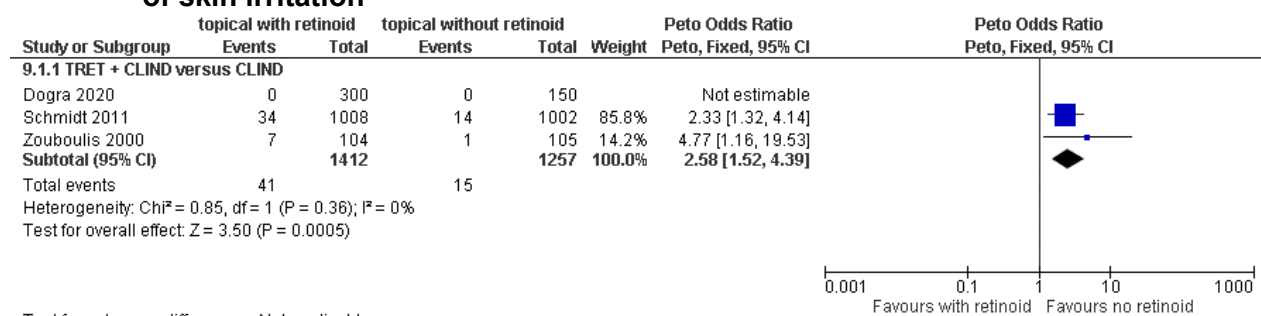 of skin irritation
topical with retinoid topical without retinoid Peto Odds Ratio Peto Odds Ratio
Study or Subgroup Events Total Events Total Weight Peto, Fixed, 95% CI Peto, Fixed, 95% CI
9.1.1 TRET + CLIND versus CLIND
Dogra 2020 0 300 0 150 Not estimable
Schmidt 2011 34 1008 14 1002 85.8% 2.33 [1.32, 4.14]
Zouboulis 2000 7 104 1 105 14.2% 4.77 [1.16, 19.53]
Subtotal (95% CI) 1412 1257 100.0% 2.58 [1.52, 4.39]
Total events 41 15
Heterogeneity: Chi² = 0.85, df = 1 (P = 0.36); I² = 0%
Test for overall effect: Z = 3.50 (P = 0.0005)
0.001 0.1 1 10 1000
Favours with retinoid Favours no retinoid